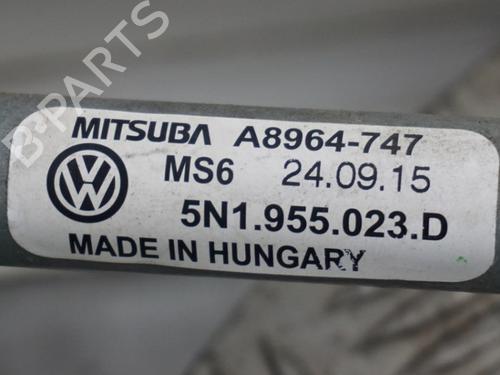 B-PARTS
MITSUBA A8964-747
MS6 24.09.15
5N1.955.023.D
MADE IN HUNGARY